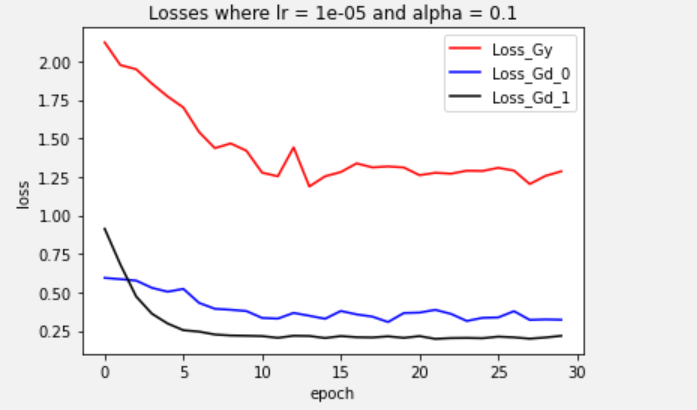 Losses where lr = 1e-05 and alpha = 0.1
Loss_Gy
Loss_Gd_0
Loss_Gd_1
loss
2.00
1.75
1.50
1.25
1.00
0.75
0.50
0.25
0 5 10 15 20 25 30
epoch